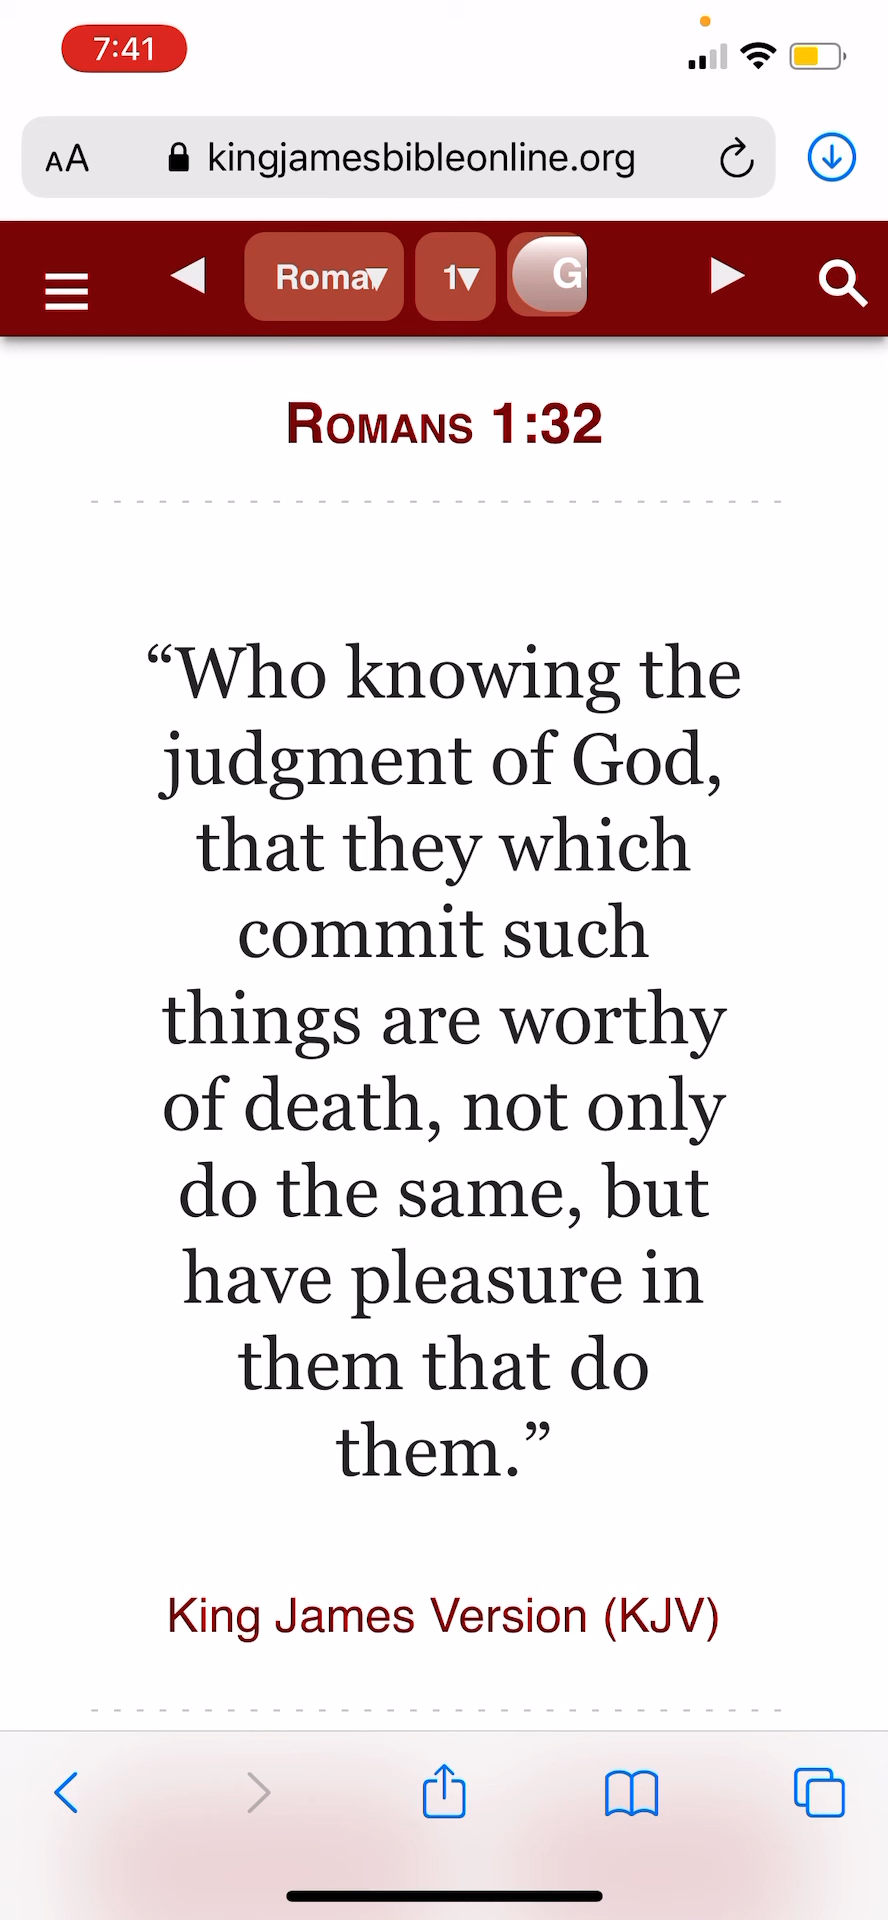 7:41
AA kingjamesbibleonline.org
Roma 1 G
ROMANS 1:32
“Who knowing the
judgment of God,
that they which
commit such
things are worthy
of death, not only
do the same, but
have pleasure in
them that do
them.”
King James Version (KJV)